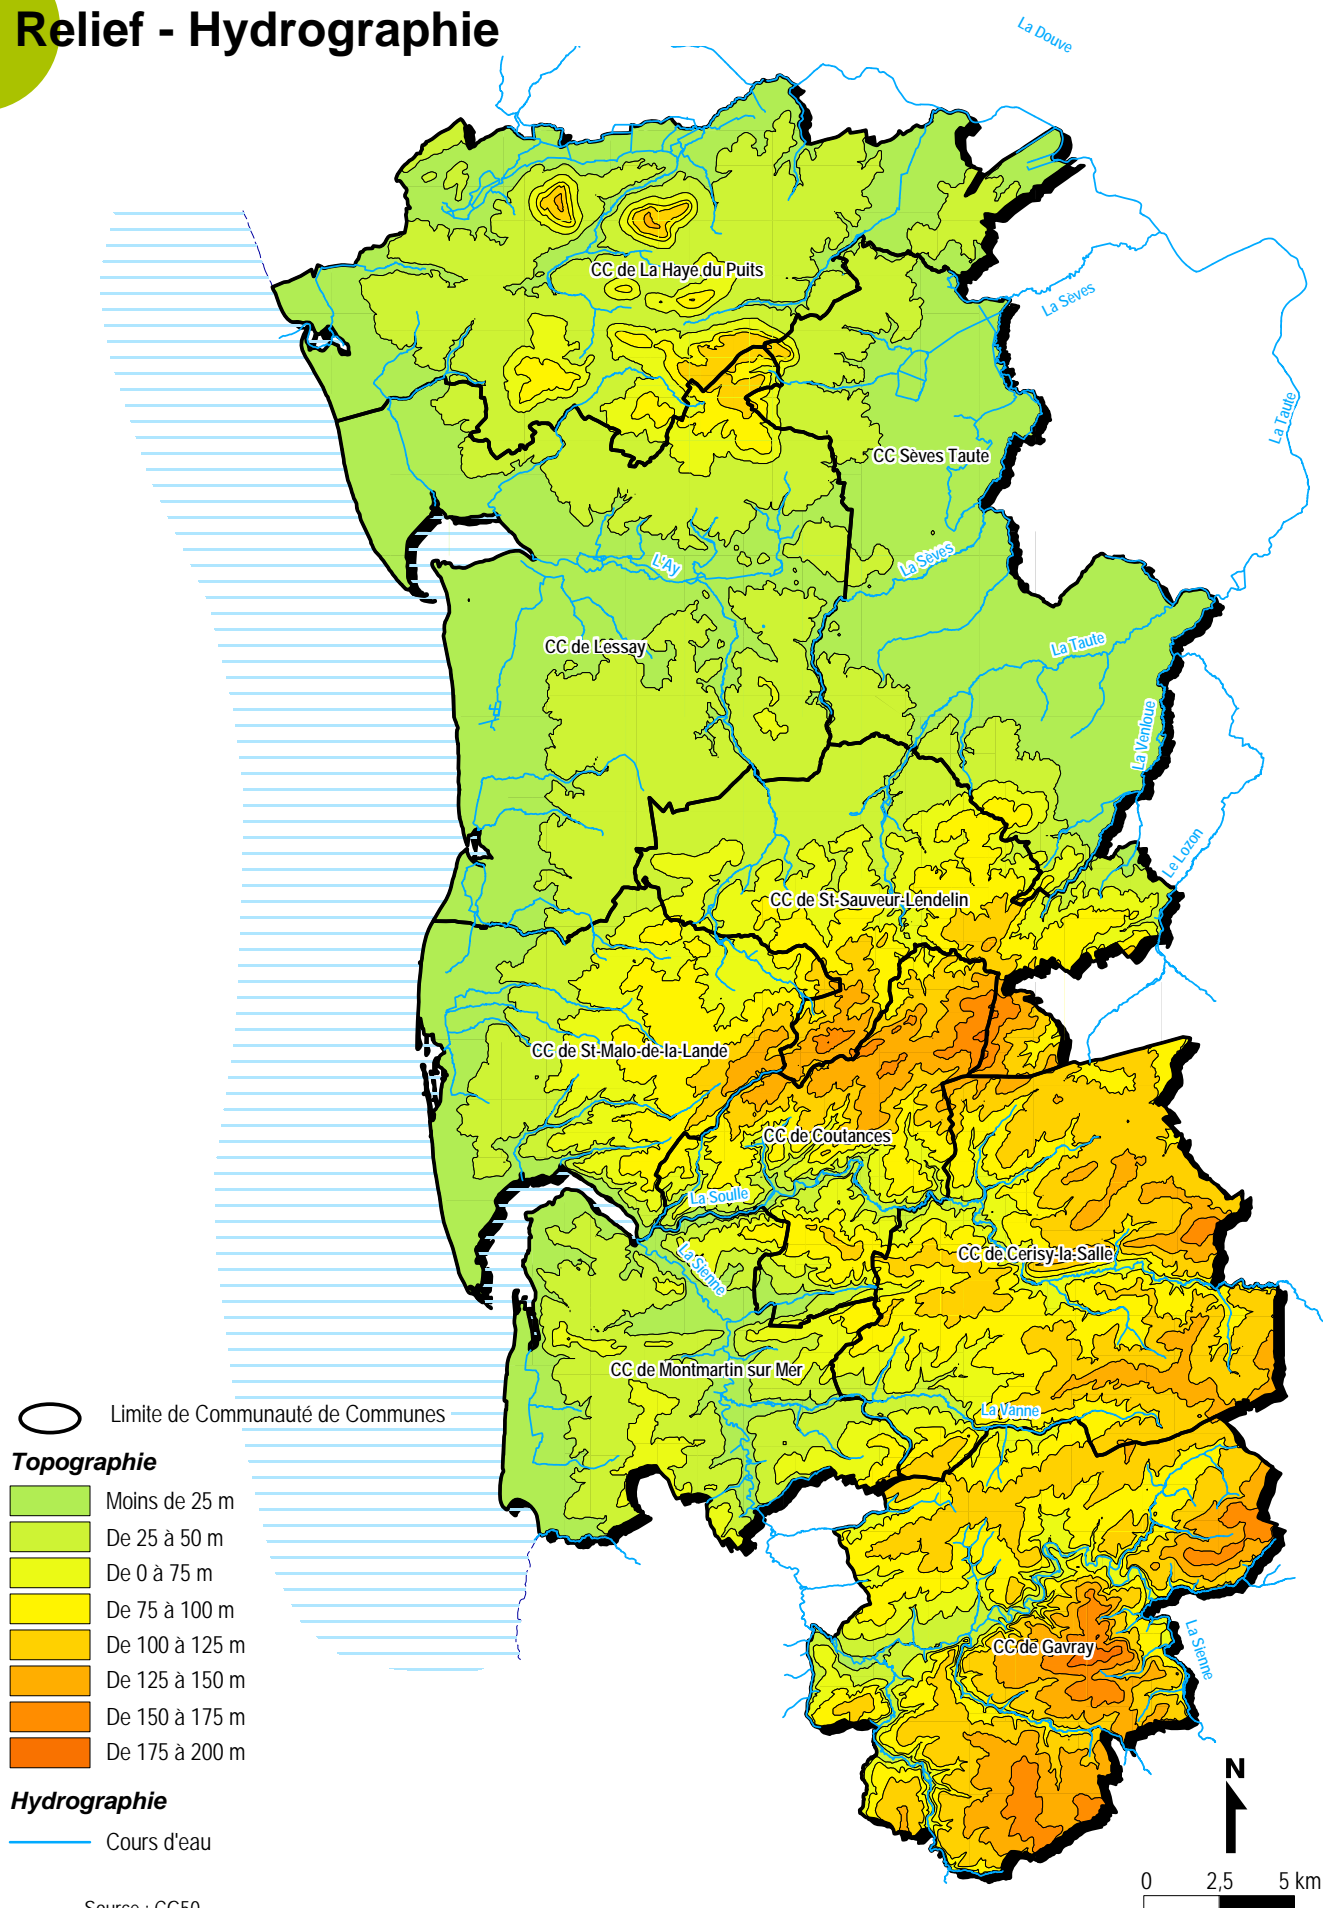 Relief - Hydrographie
La Douve
CC de La Haye du Puits
La Sèves
La Taute
CC Sèves Taute
La Sèves
L'Ay
CC de Lessay
La Taute
La Venloue
Le Lozon
CC de St-Sauveur-Lendelin
CC de St-Malo-de-la-Lande
CC de Coutances
La Soulle
La Sienne
CC de Cerisy-la-Salle
CC de Montmartin sur Mer
La Vanne
CC de Gavray
La Sienne
Limite de Communauté de Communes
Topographie
Moins de 25 m
De 25 à 50 m
De 0 à 75 m
De 75 à 100 m
De 100 à 125 m
De 125 à 150 m
De 150 à 175 m
De 175 à 200 m
Hydrographie
Cours d'eau
Source : CG50
N
0 2,5 5 km